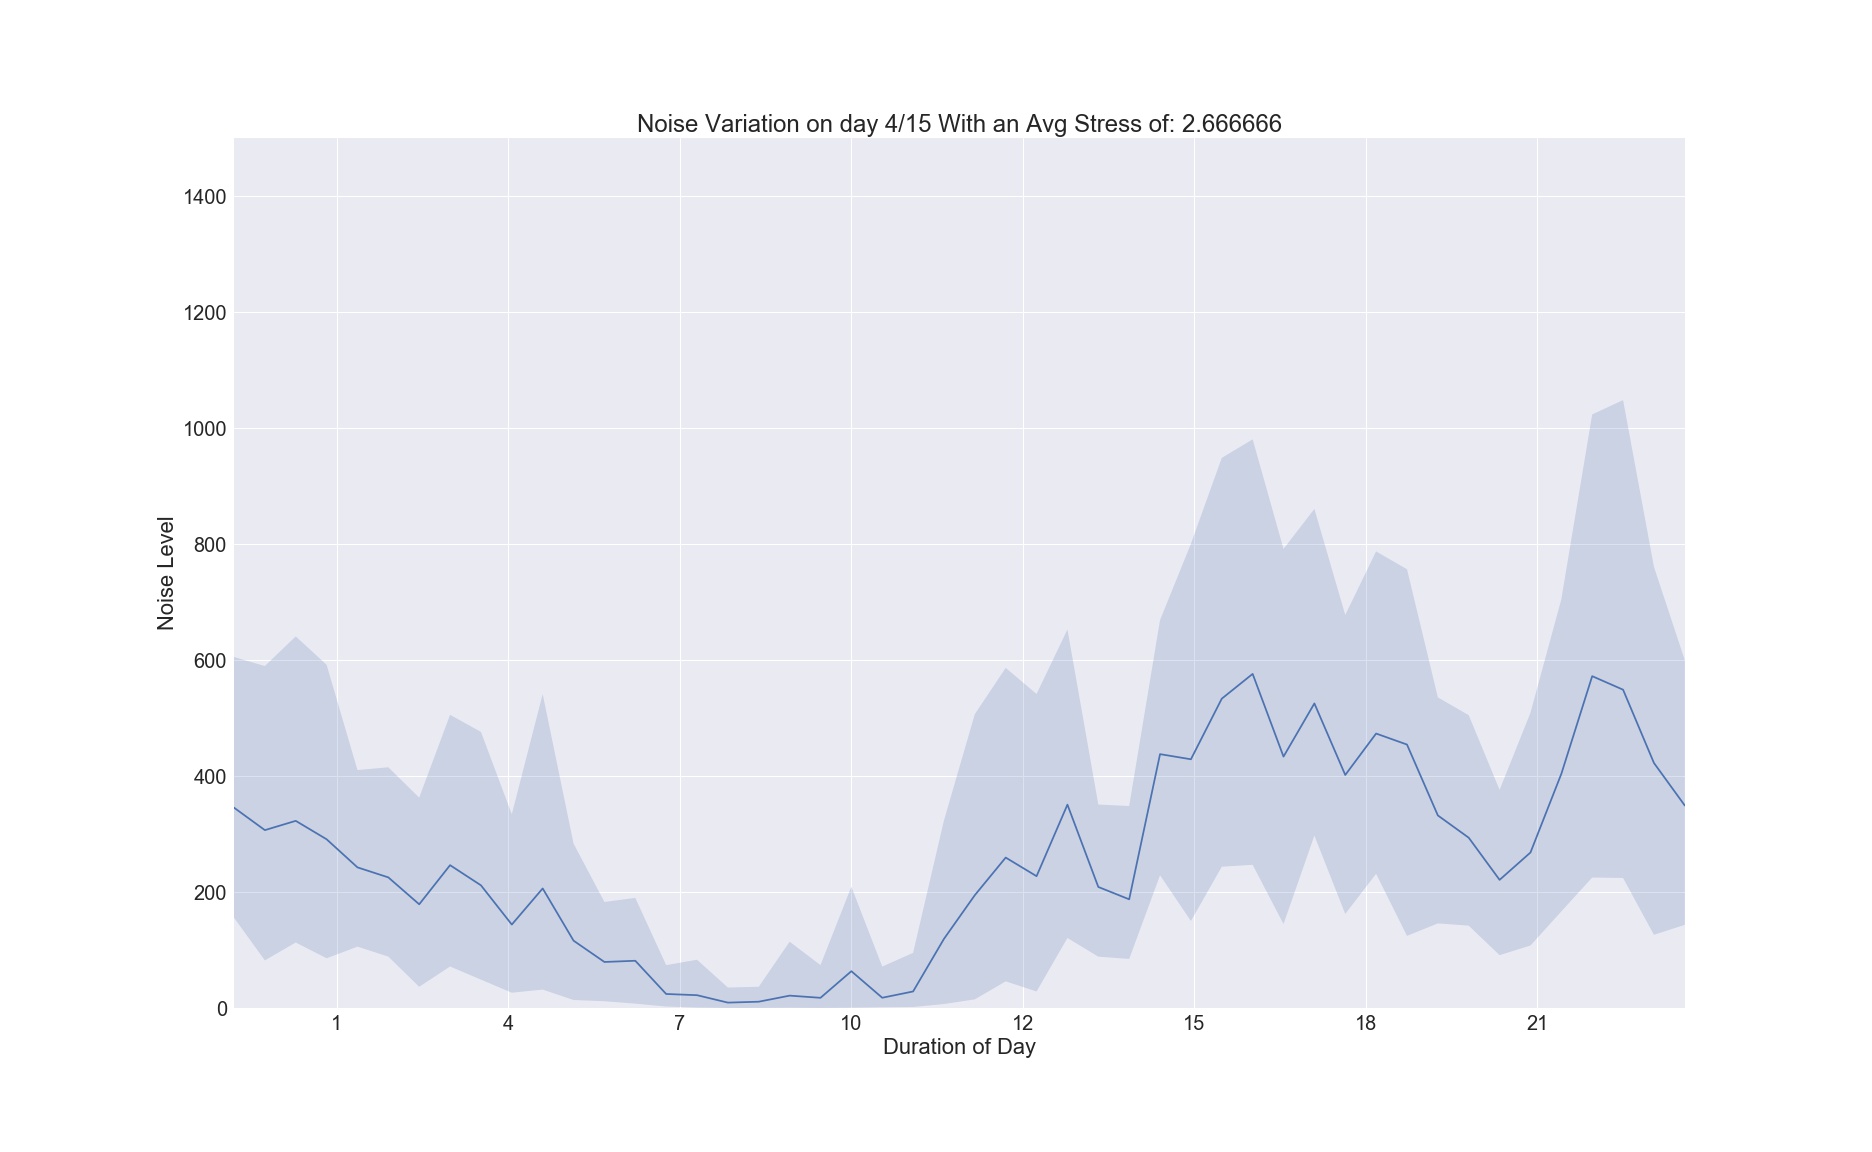 Noise Variation on day 4/15 With an Avg Stress of: 2.666666
1400
1200
1000
800
600
400
200
0
Noise Level
1 4 7 10 12 15 18 21
Duration of Day